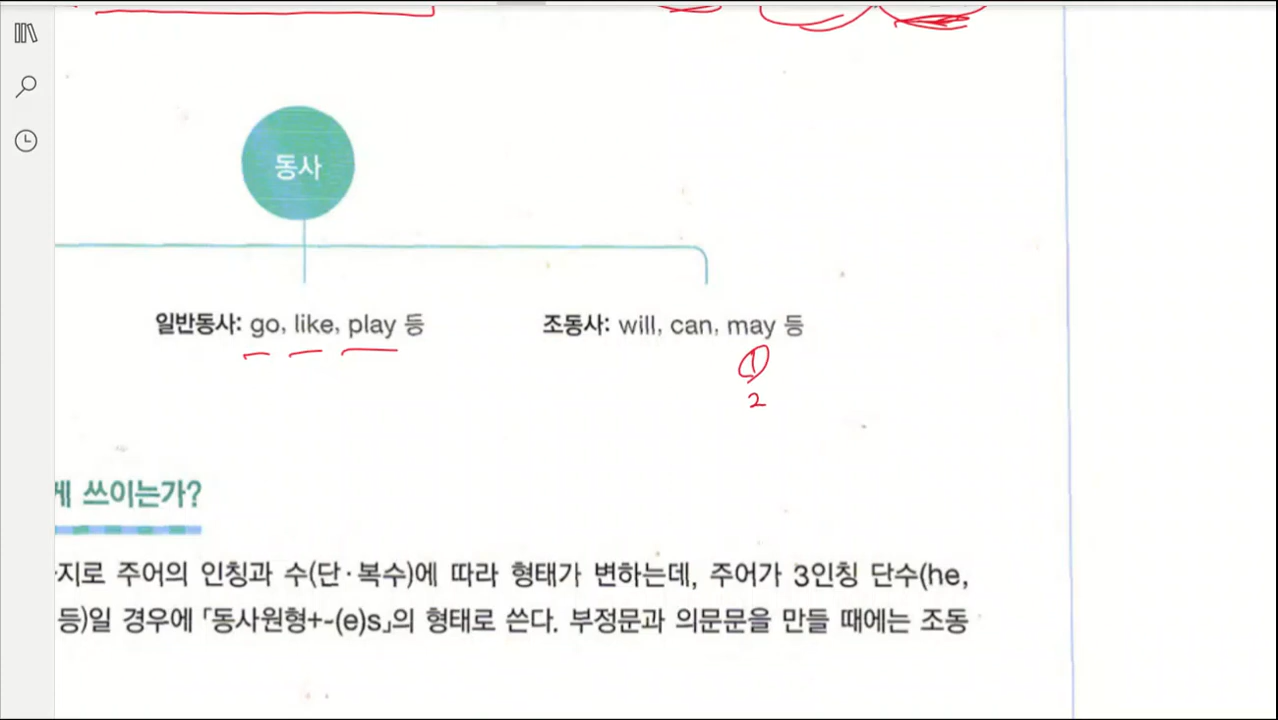 동사
일반동사: go, like, play 등
조동사: will, can, may 등
1
2
게 쓰이는가?
지로 주어의 인칭과 수(단·복수)에 따라 형태가 변하는데, 주어가 3인칭 단수(he,
등)일 경우에 「동사원형+-(e)s」의 형태로 쓴다. 부정문과 의문문을 만들 때에는 조동